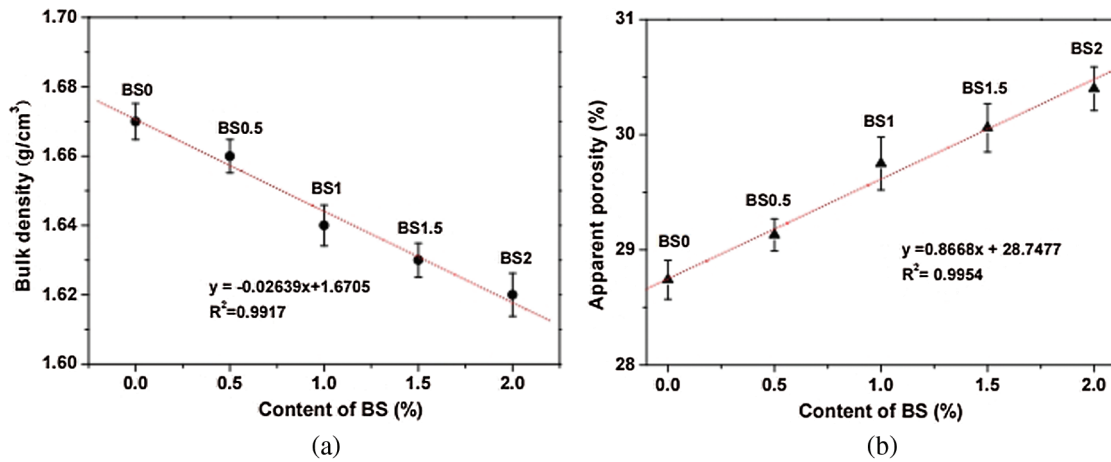 1.70
1.68
1.66
1.64
1.62
1.60
Bulk density (g/cm³)
BS0
BS0.5
BS1
BS1.5
BS2
y = -0.02639x+1.6705
R²=0.9917
0.0 0.5 1.0 1.5 2.0
Content of BS (%)
(a)
31
30
29
28
Apparent porosity (%)
BS0
BS0.5
BS1
BS1.5
BS2
y =0.8668x + 28.7477
R²= 0.9954
0.0 0.5 1.0 1.5 2.0
Content of BS (%)
(b)